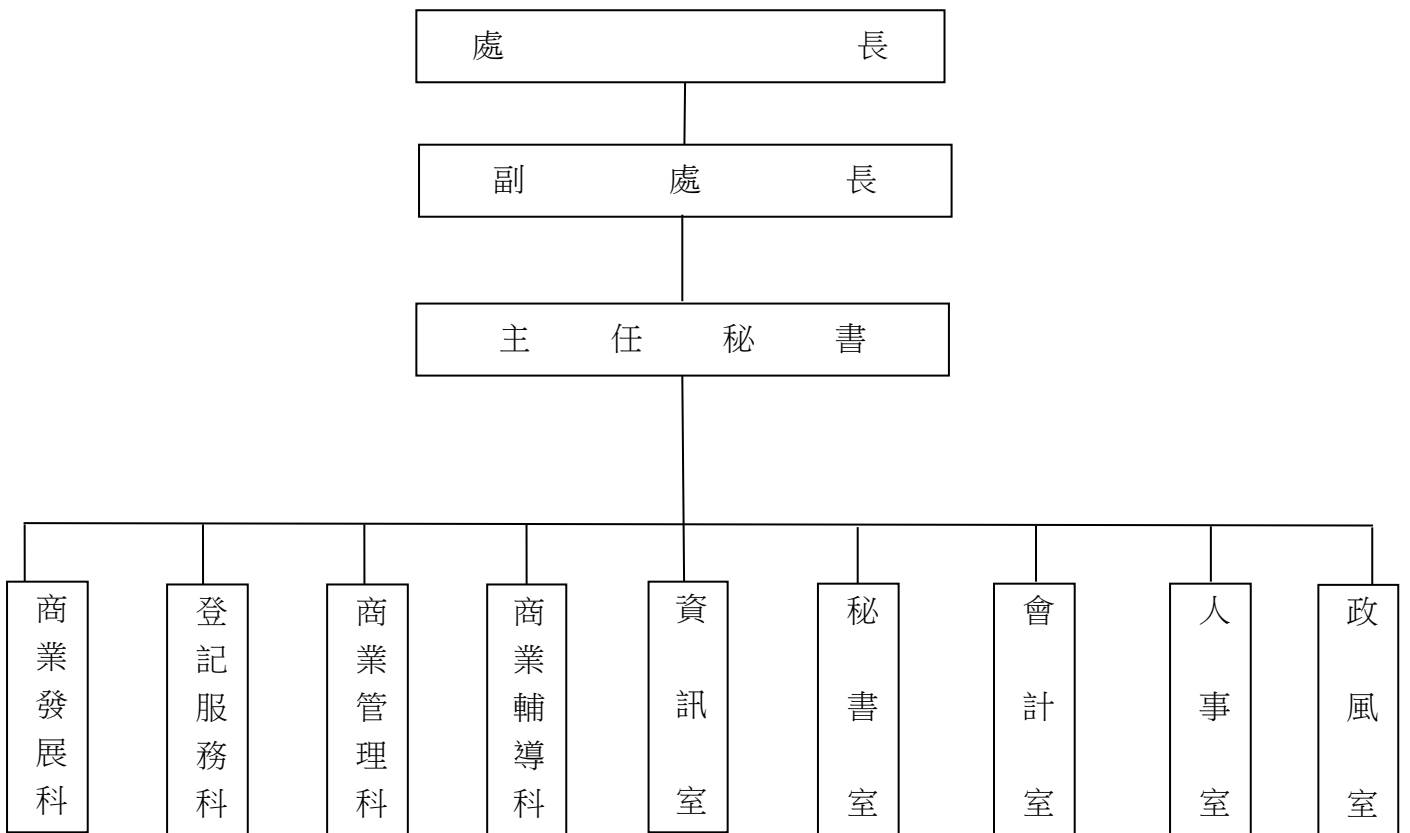 處長
副處長
主任秘書
商業發展科
登記服務科
商業管理科
商業輔導科
資訊室
秘書室
會計室
人事室
政風室